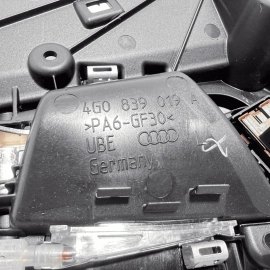 4G0 839 019 A
>PA6-GF30<
UBE
Germany